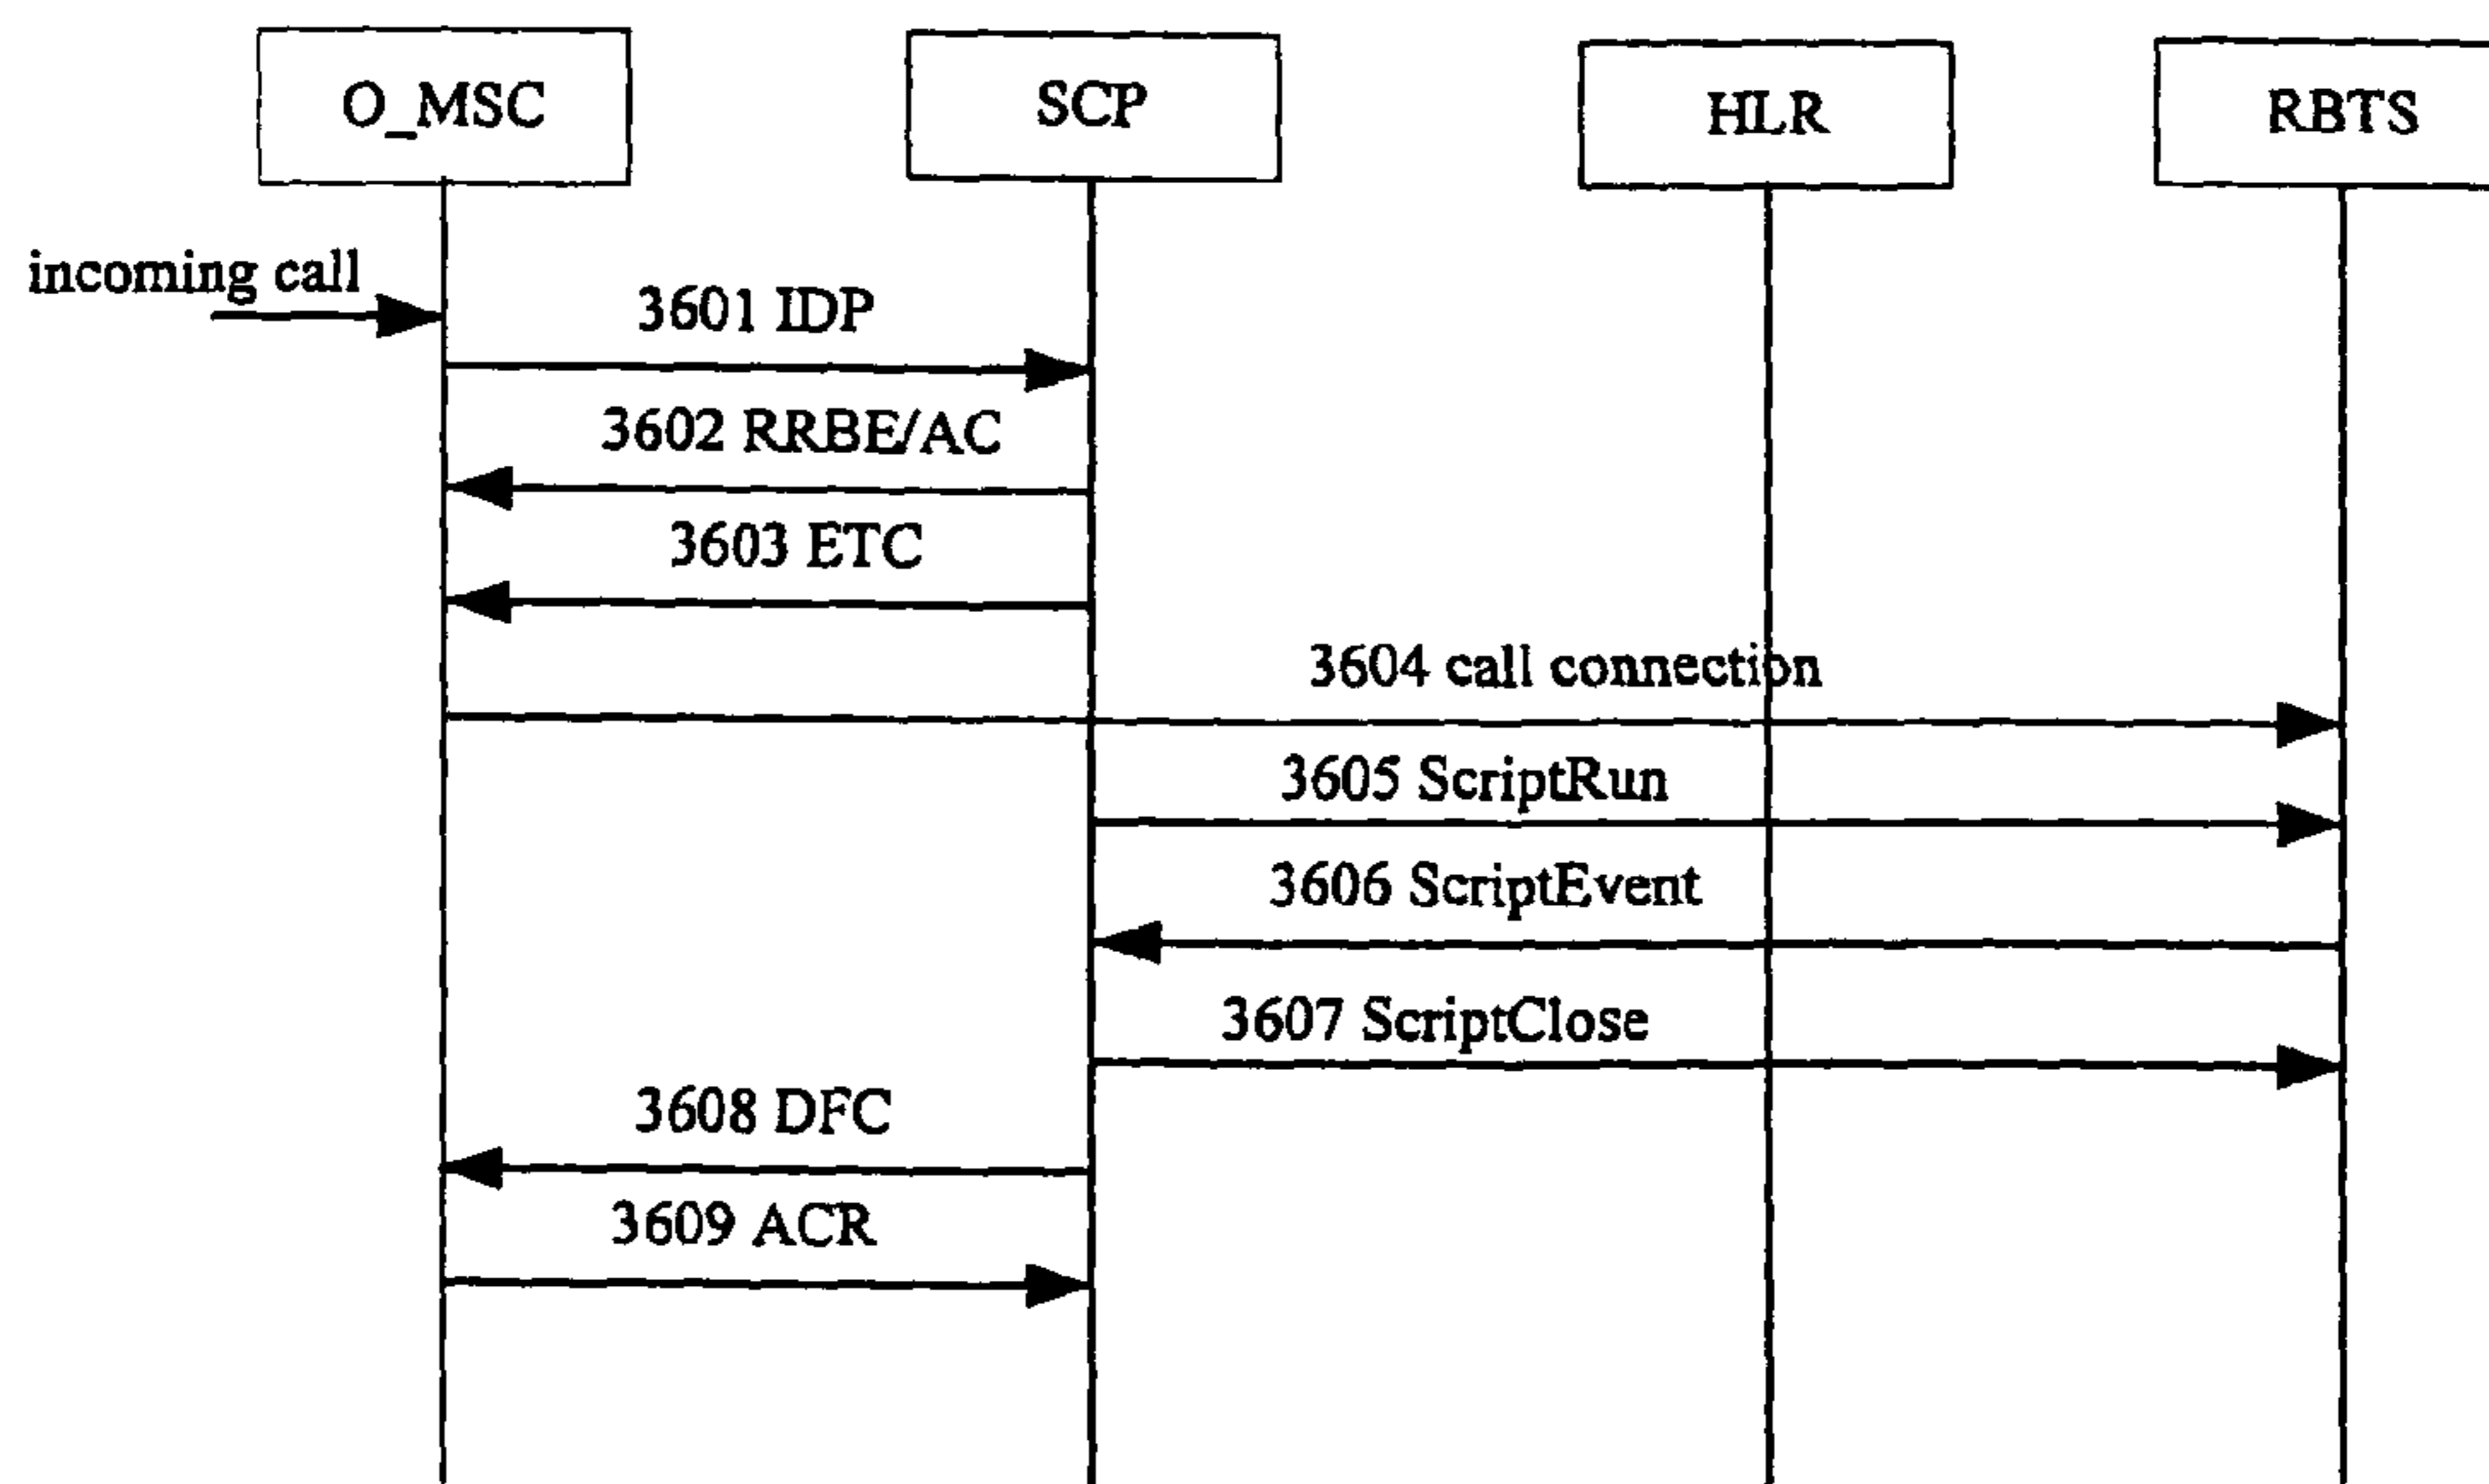 O_MSC
SCP
HLR
RBTS
incoming call
3601 IDP
3602 RRBE/AC
3603 ETC
3604 call connection
3605 ScriptRun
3606 ScriptEvent
3607 ScriptClose
3608 DFC
3609 ACR